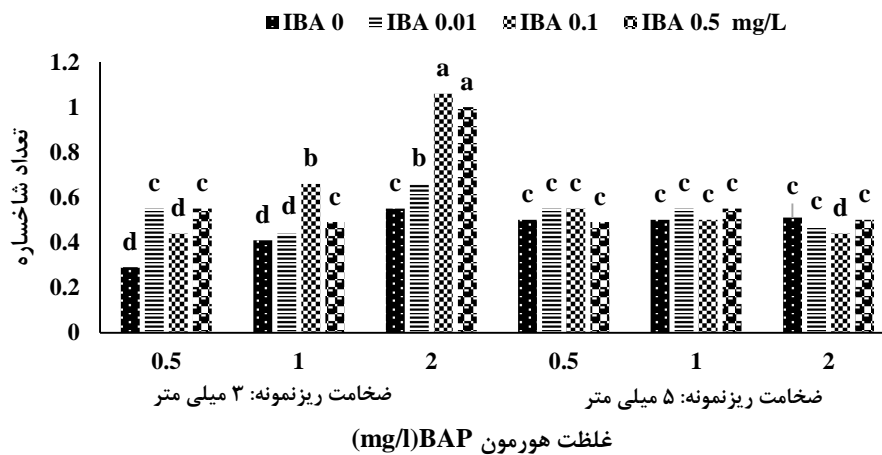 IBA 0 IBA 0.01 IBA 0.1 IBA 0.5 mg/L
تعداد شاخساره
1.2
1
0.8
0.6
0.4
0.2
0
d c d c d d b c c b a a c c c c c c c c c c d c
0.5 1 2 0.5 1 2
ضخامت ریزنمونه: ۳ میلی متر ضخامت ریزنمونه: ۵ میلی متر
غلظت هورمون BAP(mg/l)